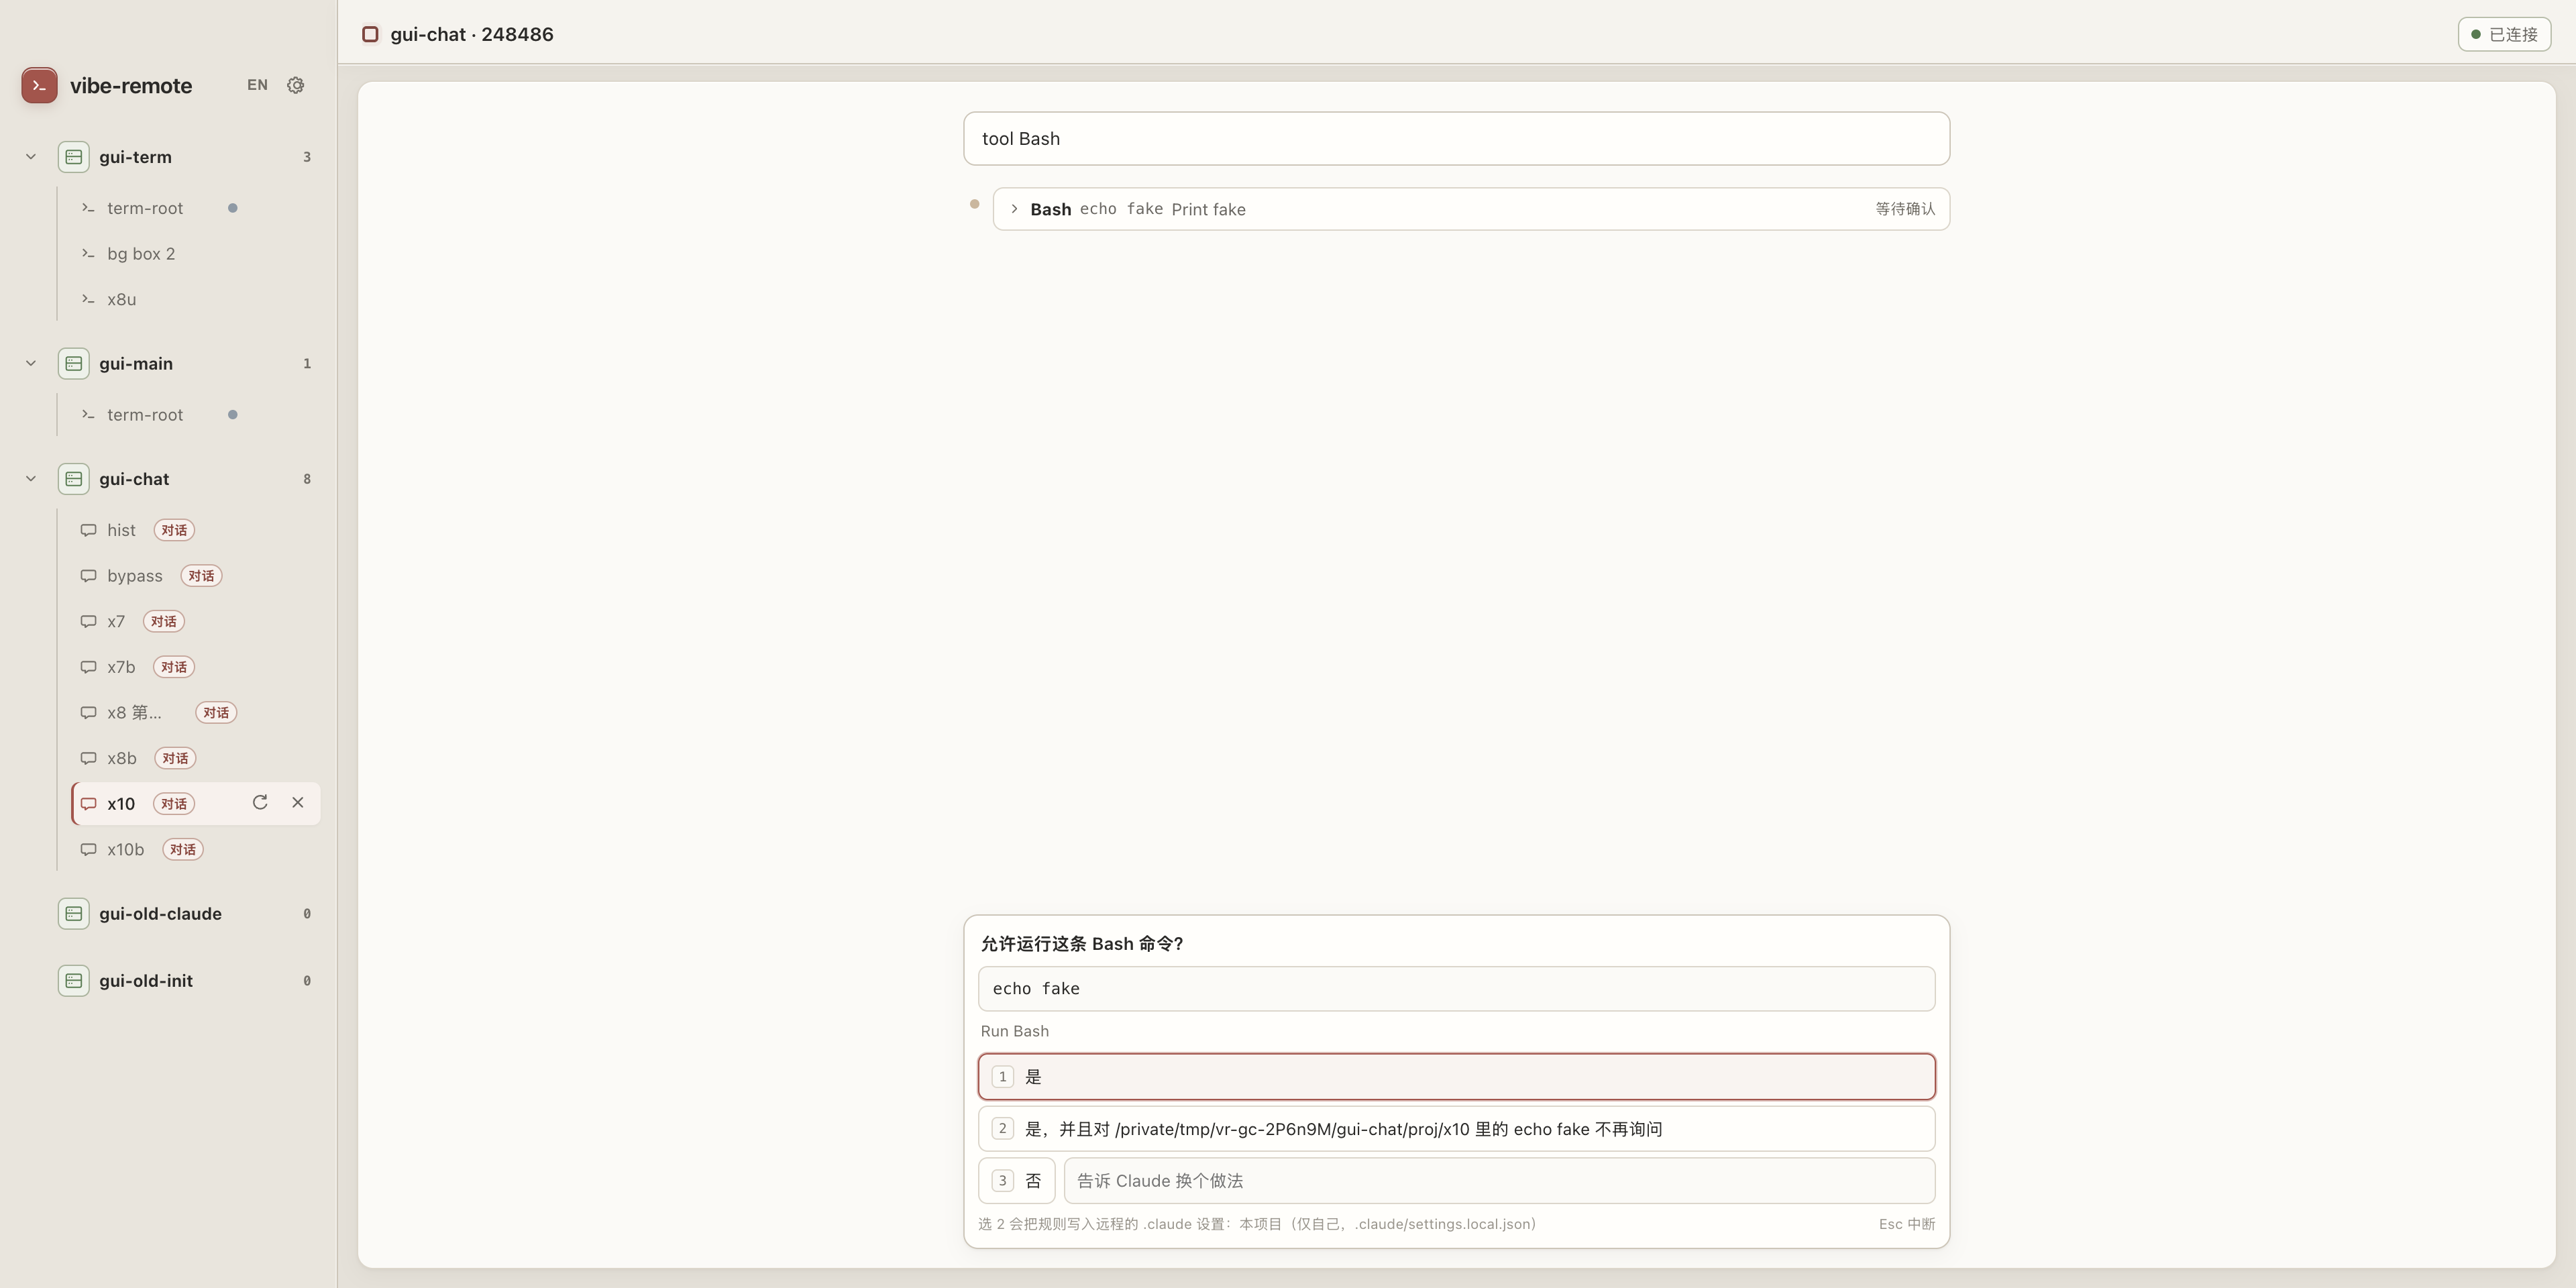 vibe-remote EN
gui-term 3
term-root
bg box 2
x8u
gui-main 1
term-root
gui-chat 8
hist 对话
bypass 对话
x7 对话
x7b 对话
x8 第... 对话
x8b 对话
x10 对话
x10b 对话
gui-old-claude 0
gui-old-init 0
gui-chat · 248486
已连接
tool Bash
Bash echo fake Print fake 等待确认
允许运行这条 Bash 命令?
echo fake
Run Bash
1 是
2 是，并且对 /private/tmp/vr-gc-2P6n9M/gui-chat/proj/x10 里的 echo fake 不再询问
3 否 告诉 Claude 换个做法
选 2 会把规则写入远程的 .claude 设置：本项目（仅自己，.claude/settings.local.json） Esc 中断